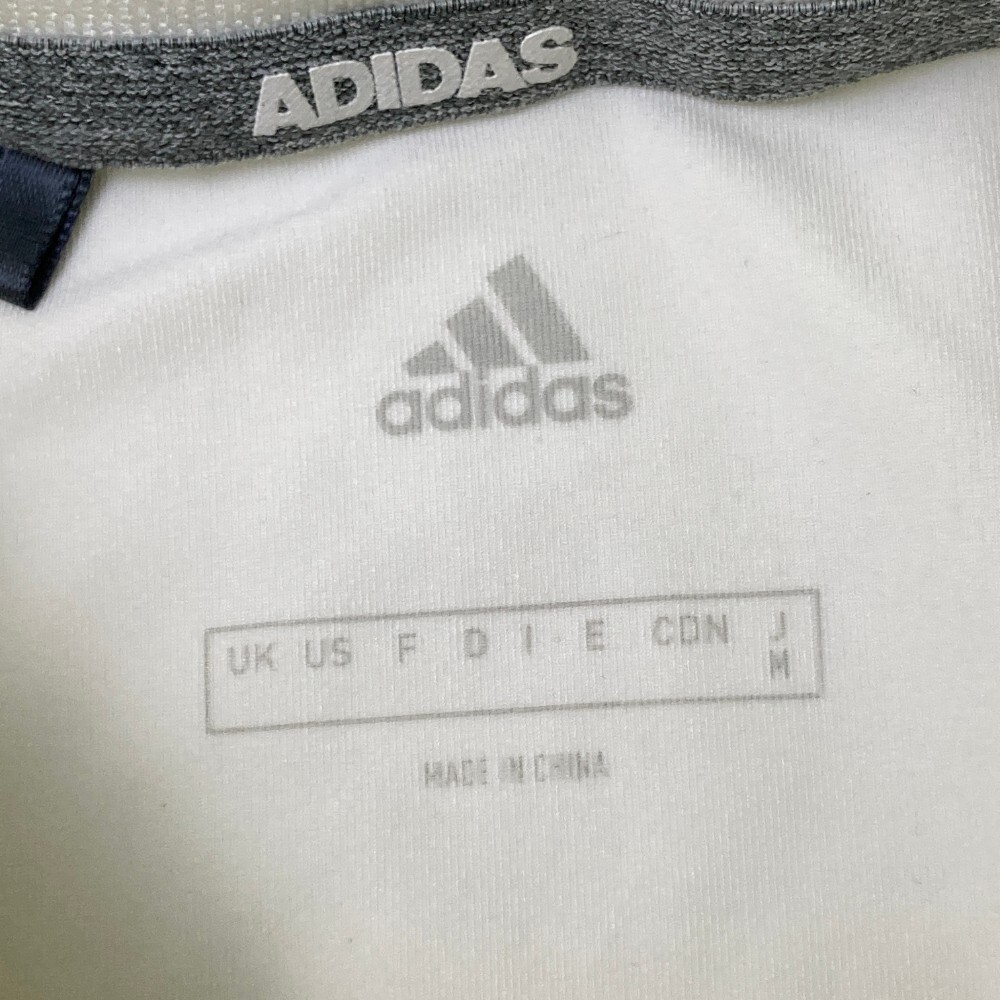 ADIDAS
adidas
UK US F D I E CDN J
M
MADE IN CHINA